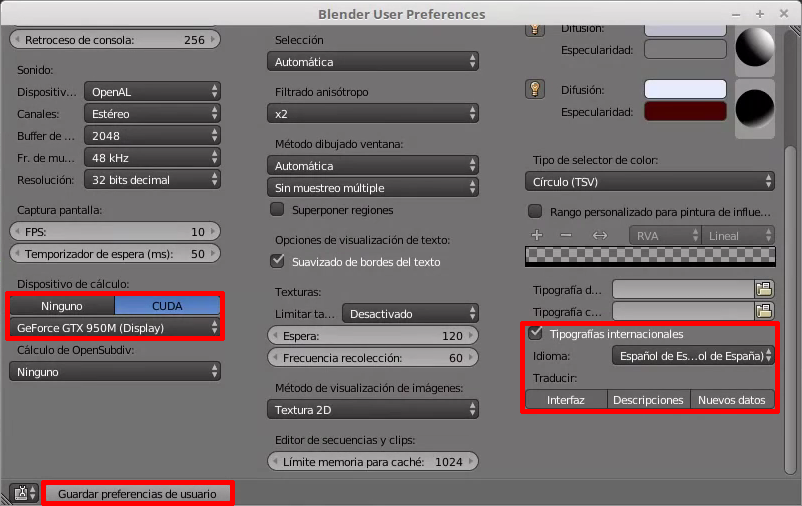 Blender User Preferences
Retroceso de consola: 256
Sonido:
Dispositiv... OpenAL
Canales: Estéreo
Buffer de ... 2048
Fr. de mu... 48 kHz
Resolución: 32 bits decimal
Captura pantalla:
FPS: 10
Temporizador de espera (ms): 50
Dispositivo de cálculo:
Ninguno CUDA
GeForce GTX 950M (Display)
Cálculo de OpenSubdiv:
Ninguno
Selección
Automática
Filtrado anisótropo
x2
Método dibujado ventana:
Automática
Sin muestreo múltiple
Superponer regiones
Opciones de visualización de texto:
Suavizado de bordes del texto
Texturas:
Limitar ta... Desactivado
Espera: 120
Frecuencia recolección: 60
Método de visualización de imágenes:
Textura 2D
Editor de secuencias y clips:
Límite memoria para caché: 1024
Difusión:
Especularidad:
Difusión:
Especularidad:
Tipo de selector de color:
Círculo (TSV)
Rango personalizado para pintura de influe...
RVA Lineal
Tipografía d...
Tipografía c...
Tipografías internacionales
Idioma: Español de Es...ol de España)
Traducir:
Interfaz Descripciones Nuevos datos
Guardar preferencias de usuario